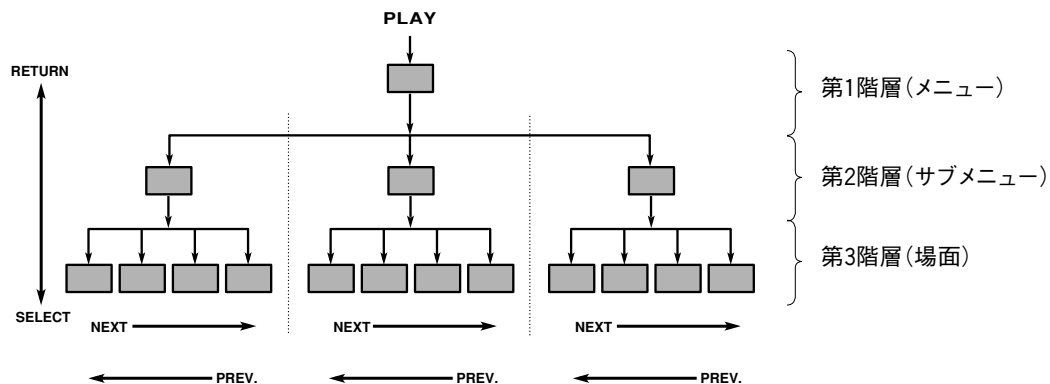 PLAY
RETURN
第1階層(メニュー)
第2階層(サブメニュー)
第3階層(場面)
SELECT
NEXT NEXT NEXT
PREV. PREV. PREV.